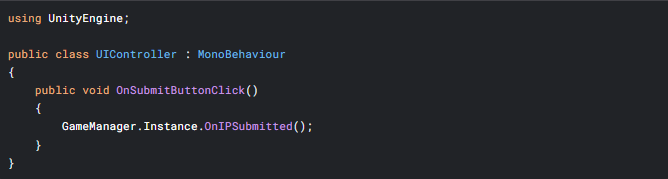 using UnityEngine;

public class UIController : MonoBehaviour
{
    public void OnSubmitButtonClick()
    {
        GameManager.Instance.OnIPSubmitted();
    }
}